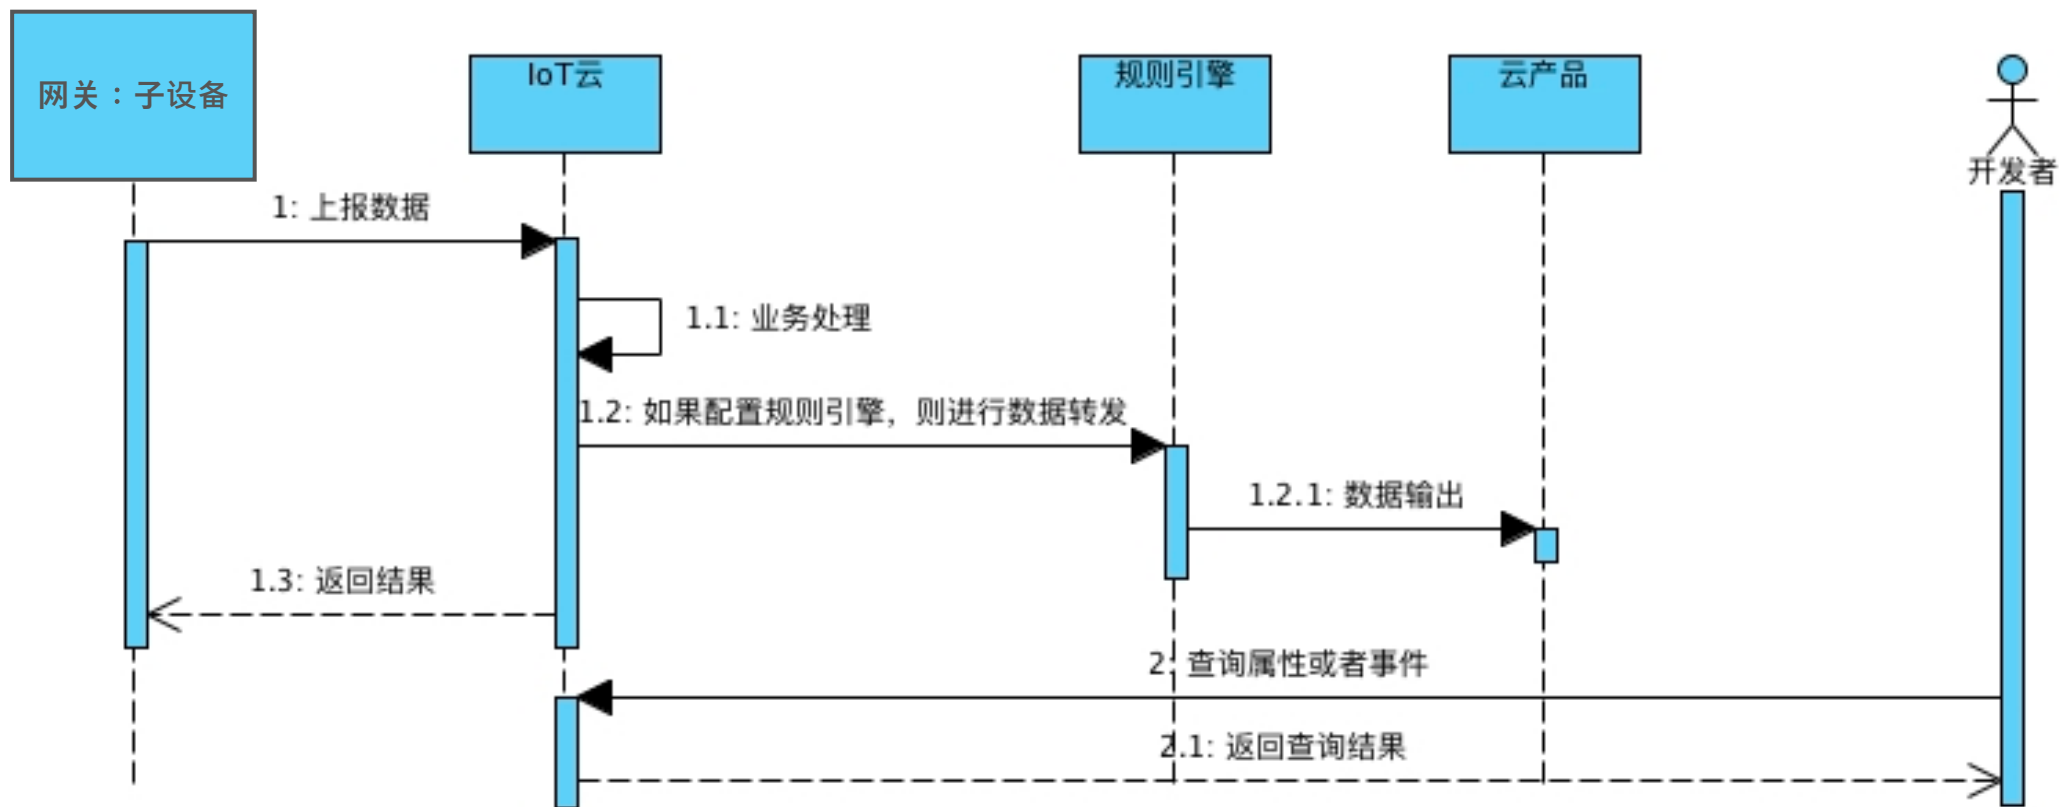 网关：子设备
IoT云
规则引擎
云产品
开发者
1: 上报数据
1.1: 业务处理
1.2: 如果配置规则引擎，则进行数据转发
1.2.1: 数据输出
1.3: 返回结果
2: 查询属性或者事件
2.1: 返回查询结果